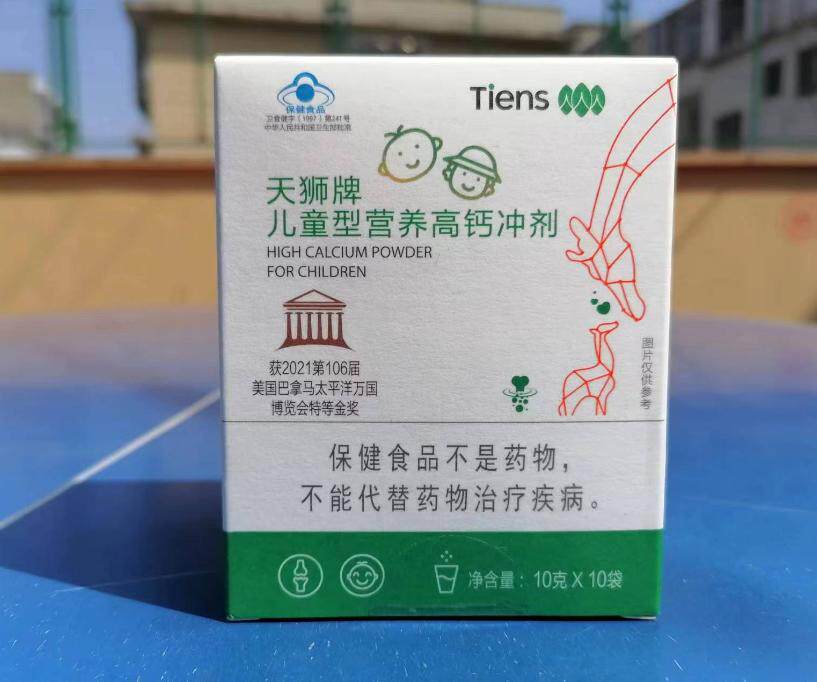 保健食品
卫食健字(1997)第241号
中华人民共和国卫生部批准
Tiens
天狮牌
儿童型营养高钙冲剂
HIGH CALCIUM POWDER
FOR CHILDREN
获2021第106届
美国巴拿马太平洋万国
博览会特等金奖
图片仅供参考
保健食品不是药物，
不能代替药物治疗疾病。
净含量：10克X10袋